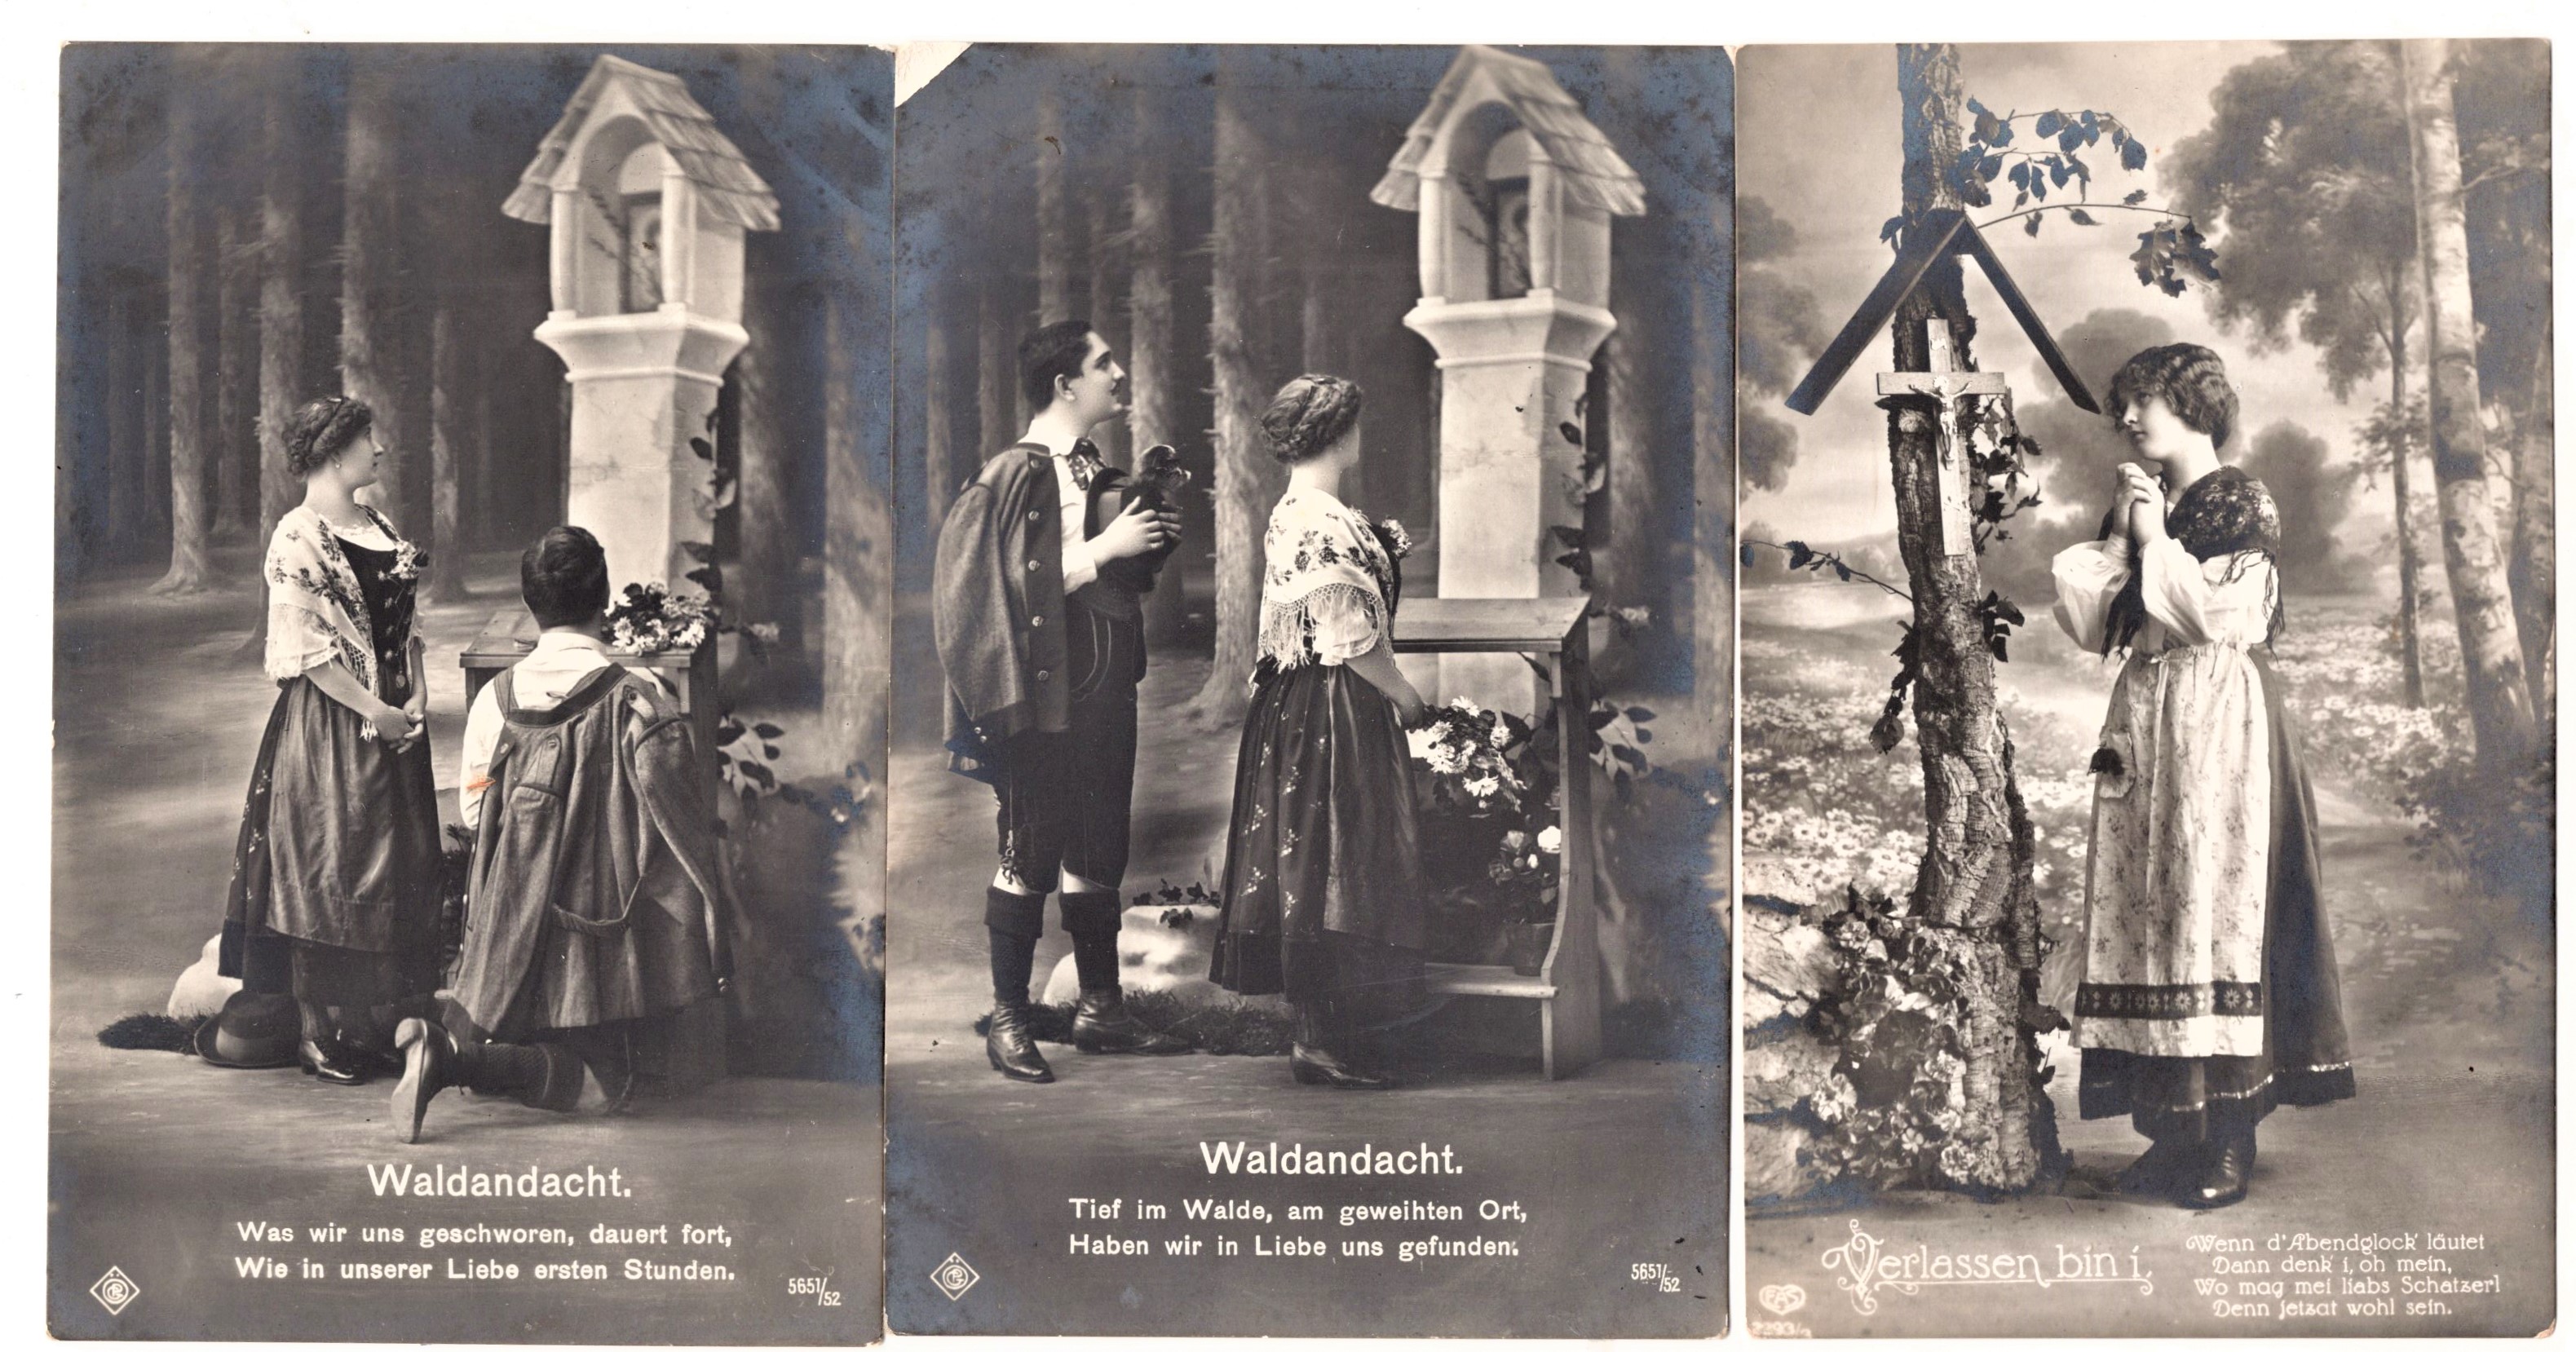 Waldandacht.
Was wir uns geschworen, dauert fort,
Wie in unserer Liebe ersten Stunden.
5651/52
Waldandacht.
Tief im Walde, am geweihten Ort,
Haben wir in Liebe uns gefunden.
5651/52
Verlassen bin i.
Wenn d'Abendglock' läutet
Dann denk' i, oh mein,
Wo mag mei liabs Schatzerl
Denn jetzat wohl sein.
EAS